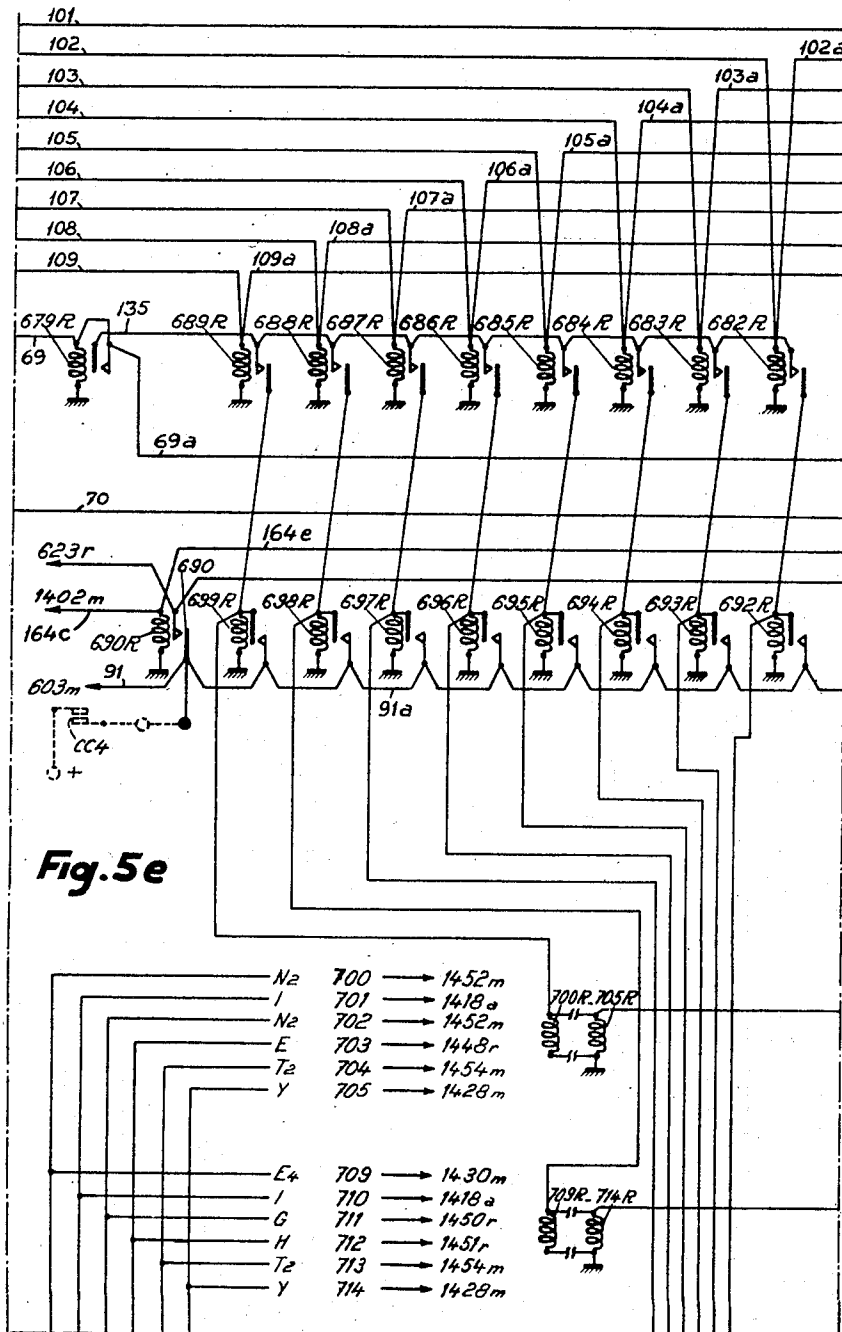 101
102
102a
103
103a
104
104a
105
105a
106
106a
107
107a
108
108a
109
109a
679R
135
689R
688R
687R
686R
685R
684R
683R
682R
69
69a
70
164e
623r
690
1402m
164c
690R
699R
698R
697R
696R
695R
694R
693R
692R
91
603m
91a
CC4
+
Fig.5e
N2 700 1452m
I 701 1418a
N2 702 1452m
E 703 1448r
T2 704 1454m
Y 705 1428m
700R-705R
E4 709 1430m
I 710 1418a
G 711 1450r
H 712 1451r
T2 713 1454m
Y 714 1428m
709R-714R